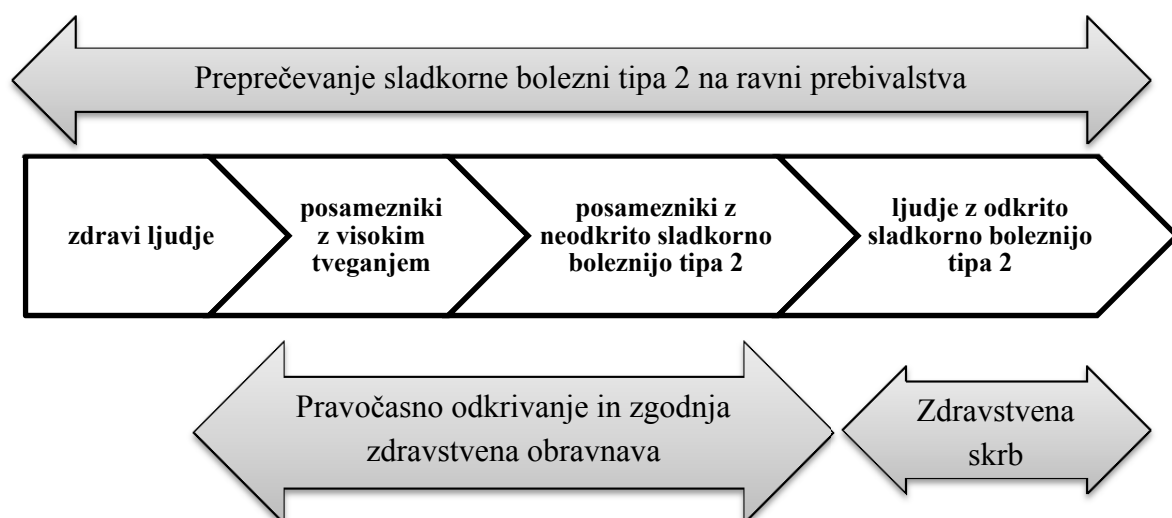 Preprečevanje sladkorne bolezni tipa 2 na ravni prebivalstva
zdravi ljudje
posamezniki
z visokim
tveganjem
posamezniki z
neodkrito sladkorno
boleznijo tipa 2
ljudje z odkrito
sladkorno boleznijo
tipa 2
Pravočasno odkrivanje in zgodnja
zdravstvena obravnava
Zdravstvena
skrb